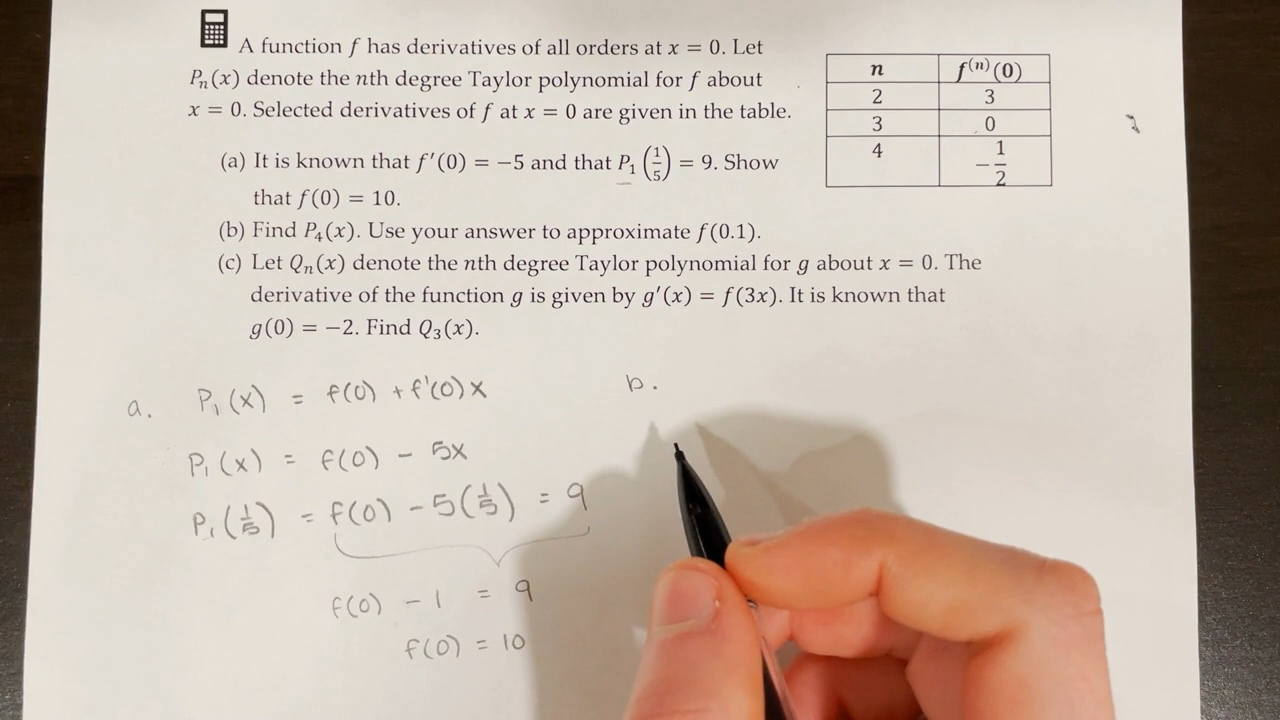 A function f has derivatives of all orders at x = 0. Let
Pₙ(x) denote the nth degree Taylor polynomial for f about
x = 0. Selected derivatives of f at x = 0 are given in the table.
n f⁽ⁿ⁾(0)
2 3
3 0
4 -1/2
(a) It is known that f′(0) = −5 and that P₁(1/5) = 9. Show
that f(0) = 10.
(b) Find P₄(x). Use your answer to approximate f(0.1).
(c) Let Qₙ(x) denote the nth degree Taylor polynomial for g about x = 0. The
derivative of the function g is given by g′(x) = f(3x). It is known that
g(0) = −2. Find Q₃(x).
a. P₁(x) = f(0) + f'(0)x
P₁(x) = f(0) - 5x
P₁(1/5) = f(0) - 5(1/5) = 9
f(0) - 1 = 9
f(0) = 10
b.